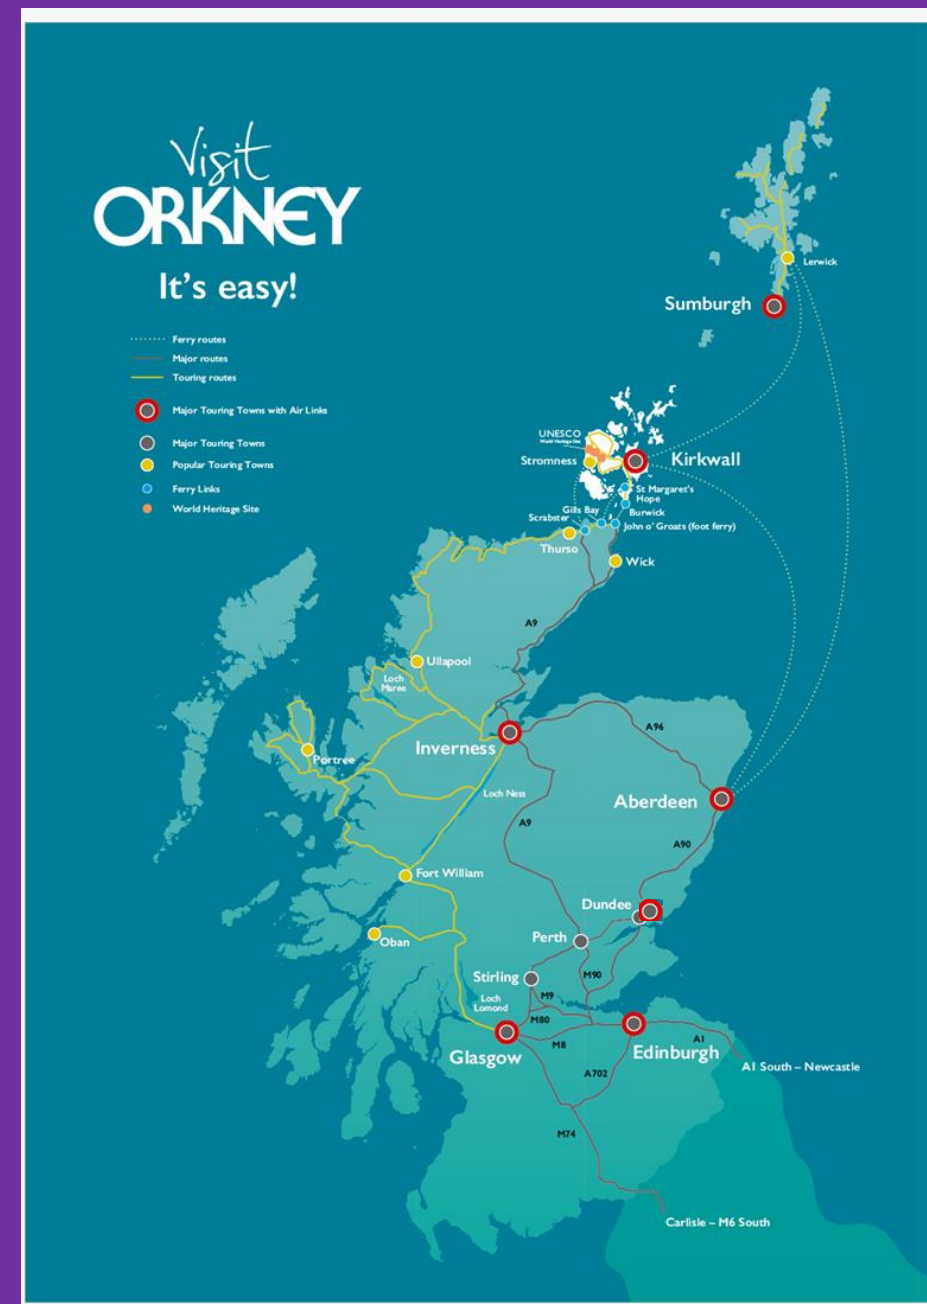 Visit
ORKNEY
It's easy!
Ferry routes
Major routes
Touring routes
Major Touring Towns with Air Links
Major Touring Towns
Popular Touring Towns
Ferry Links
World Heritage Site
Lerwick
Sumburgh
UNESCO
World Heritage Site
Stromness
Kirkwall
St Margaret's
Hope
Gills Bay
Burwick
Scrabster
John o' Groats (foot ferry)
Thurso
Wick
A9
Ullapool
Loch
Maree
A96
Inverness
Portree
Loch Ness
Aberdeen
A9
A90
Fort William
Dundee
Perth
Oban
Stirling
M90
Loch
Lomond
M9
M80
Glasgow
M8
Edinburgh
A1
A1 South – Newcastle
A702
M74
Carlisle – M6 South